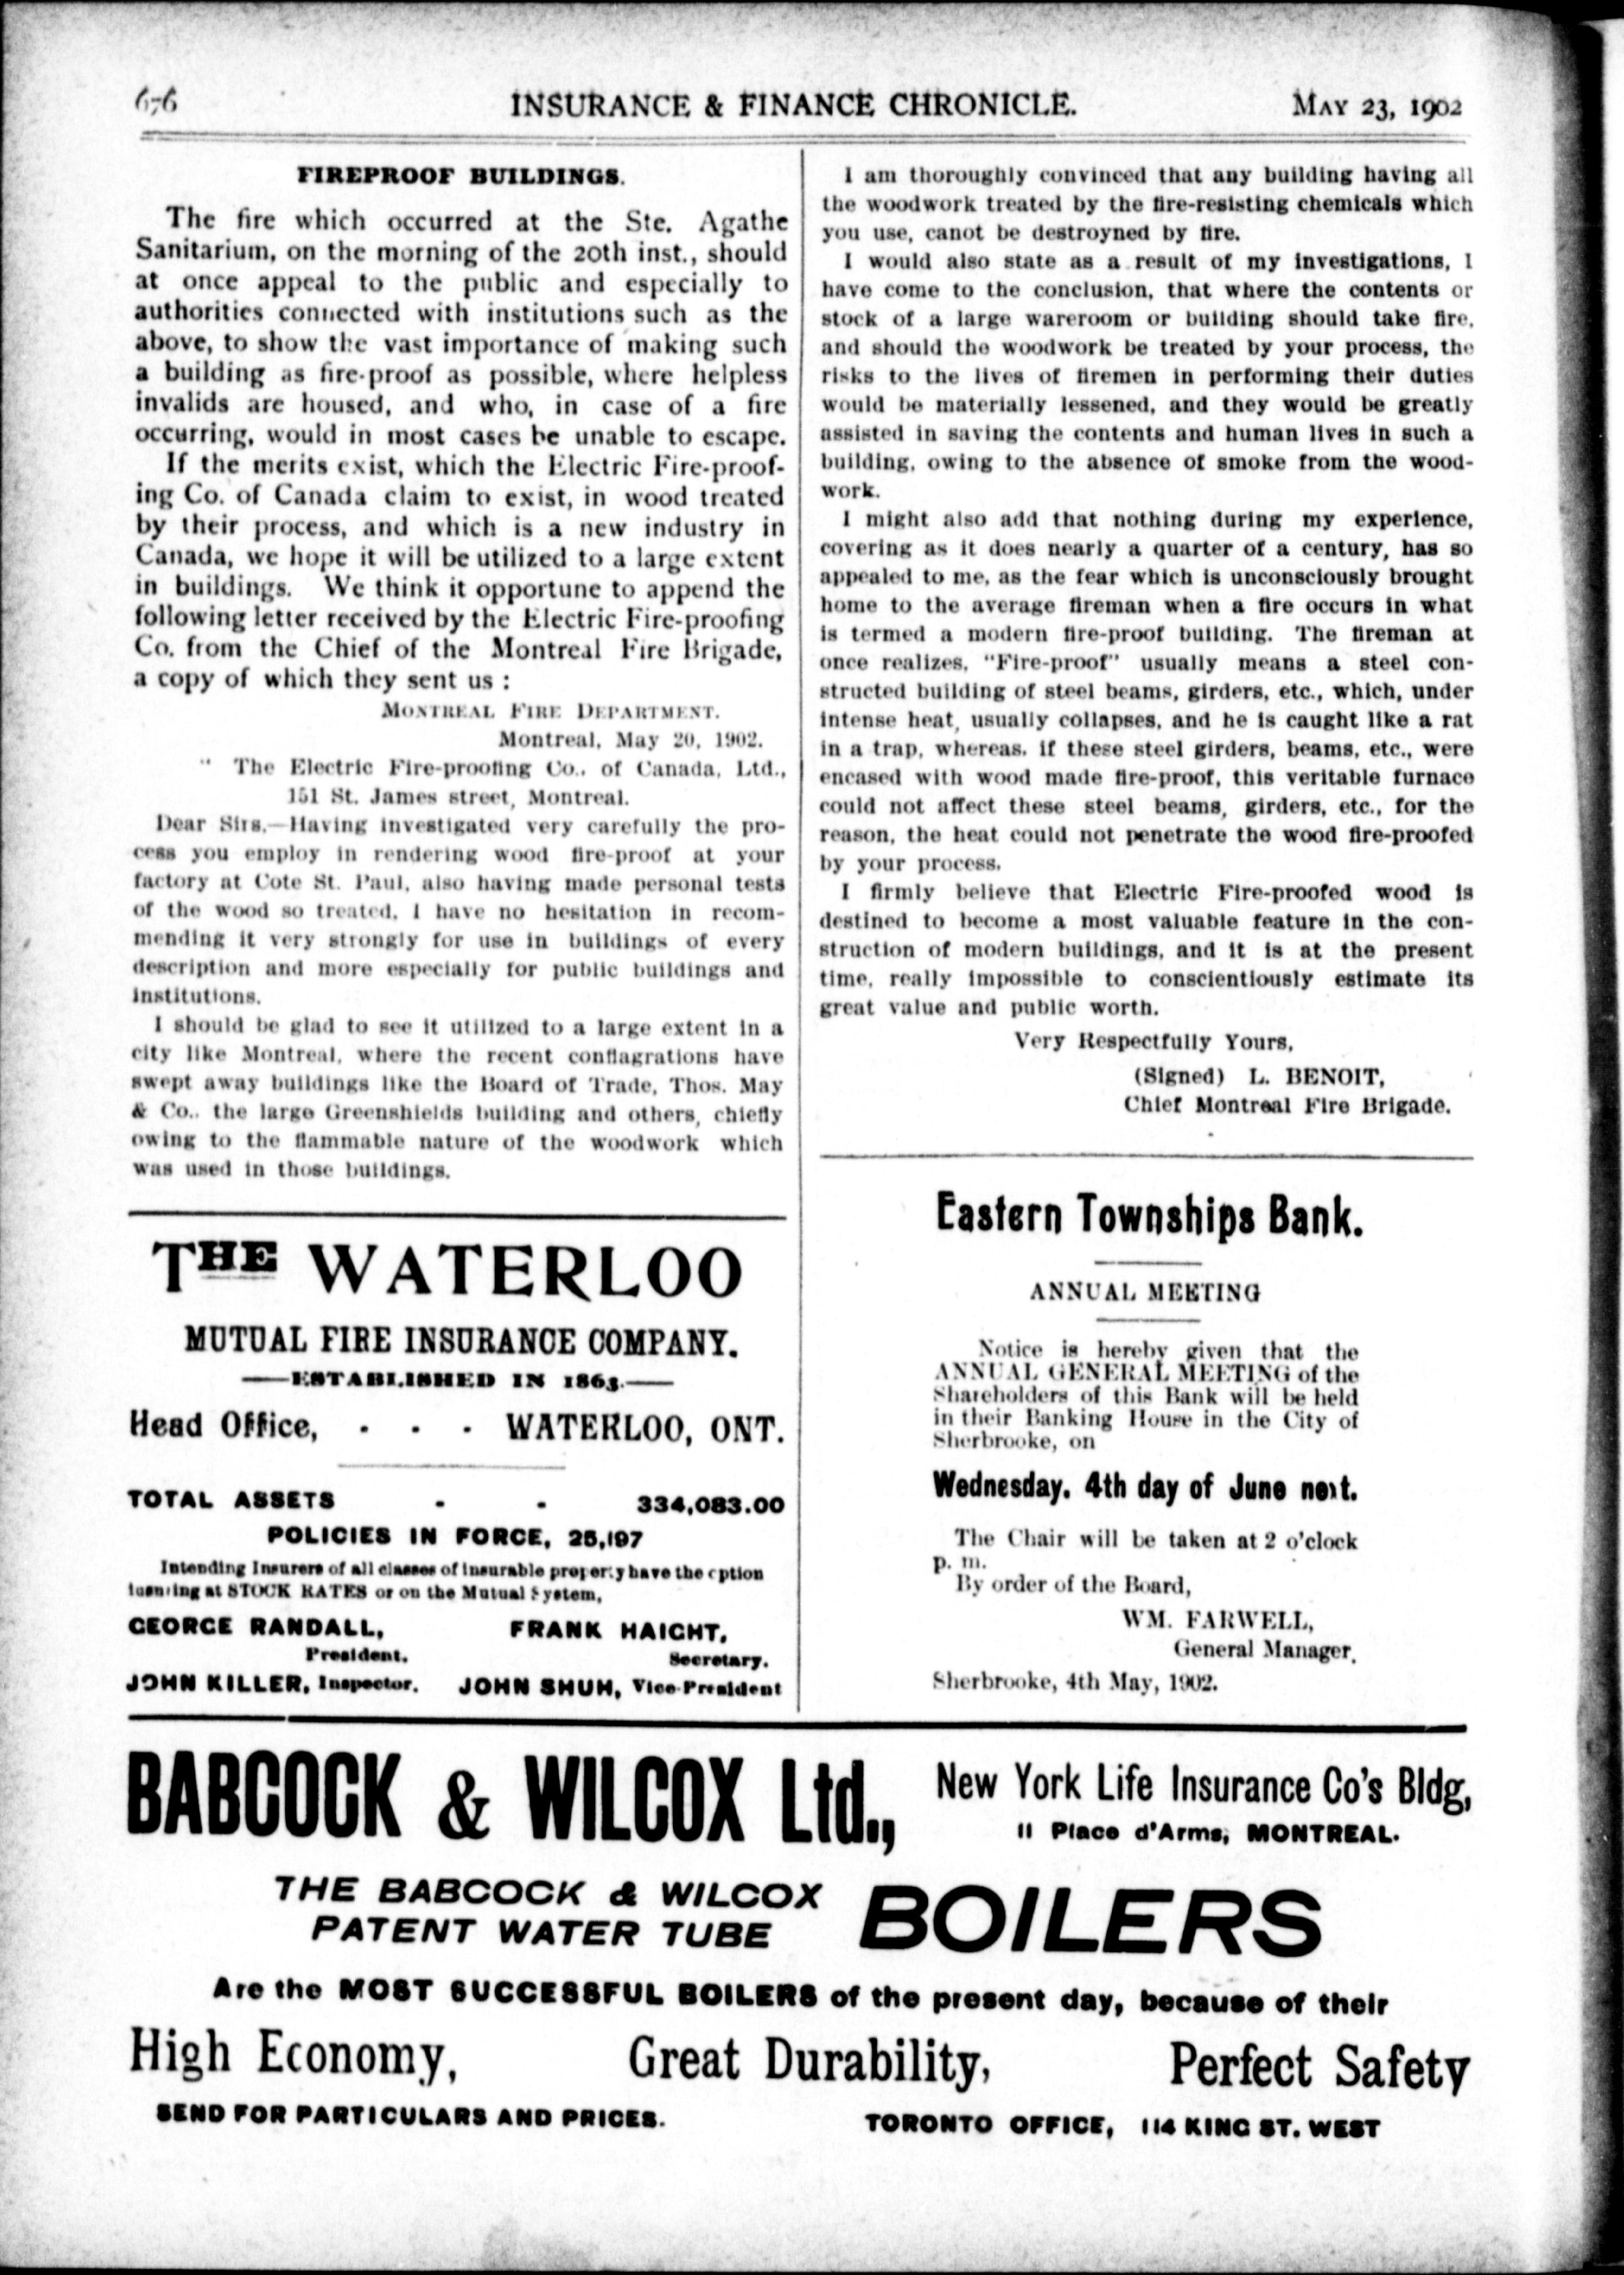 676
INSURANCE & FINANCE CHRONICLE.
MAY 23, 1902
FIREPROOF BUILDINGS.
The fire which occurred at the Ste. Agathe
Sanitarium, on the morning of the 20th inst., should
at once appeal to the public and especially to
authorities connected with institutions such as the
above, to show the vast importance of making such
a building as fire-proof as possible, where helpless
invalids are housed, and who, in case of a fire
occurring, would in most cases be unable to escape.
If the merits exist, which the Electric Fire-proof-
ing Co. of Canada claim to exist, in wood treated
by their process, and which is a new industry in
Canada, we hope it will be utilized to a large extent
in buildings. We think it opportune to append the
following letter received by the Electric Fire-proofing
Co. from the Chief of the Montreal Fire Brigade,
a copy of which they sent us :
MONTREAL FIRE DEPARTMENT.
Montreal, May 20, 1902.
" The Electric Fire-proofing Co., of Canada, Ltd.,
151 St. James street, Montreal.
Dear Sirs,—Having investigated very carefully the pro-
cess you employ in rendering wood fire-proof at your
factory at Cote St. Paul, also having made personal tests
of the wood so treated, I have no hesitation in recom-
mending it very strongly for use in buildings of every
description and more especially for public buildings and
institutions.
I should be glad to see it utilized to a large extent in a
city like Montreal, where the recent conflagrations have
swept away buildings like the Board of Trade, Thos. May
& Co., the large Greenshields building and others, chiefly
owing to the flammable nature of the woodwork which
was used in those buildings.
I am thoroughly convinced that any building having all
the woodwork treated by the fire-resisting chemicals which
you use, canot be destroyned by fire.
I would also state as a result of my investigations, I
have come to the conclusion, that where the contents or
stock of a large wareroom or building should take fire,
and should the woodwork be treated by your process, the
risks to the lives of firemen in performing their duties
would be materially lessened, and they would be greatly
assisted in saving the contents and human lives in such a
building, owing to the absence of smoke from the wood-
work.
I might also add that nothing during my experience,
covering as it does nearly a quarter of a century, has so
appealed to me, as the fear which is unconsciously brought
home to the average fireman when a fire occurs in what
is termed a modern fire-proof building. The fireman at
once realizes, "Fire-proof" usually means a steel con-
structed building of steel beams, girders, etc., which, under
intense heat, usually collapses, and he is caught like a rat
in a trap, whereas, if these steel girders, beams, etc., were
encased with wood made fire-proof, this veritable furnace
could not affect these steel beams, girders, etc., for the
reason, the heat could not penetrate the wood fire-proofed
by your process.
I firmly believe that Electric Fire-proofed wood is
destined to become a most valuable feature in the con-
struction of modern buildings, and it is at the present
time, really impossible to conscientiously estimate its
great value and public worth.
Very Respectfully Yours,
(Signed) L. BENOIT,
Chief Montreal Fire Brigade.
THE WATERLOO
MUTUAL FIRE INSURANCE COMPANY.
—ESTABLISHED IN 1863.—
Head Office, - - - WATERLOO, ONT.
TOTAL ASSETS - - 334,083.00
POLICIES IN FORCE, 25,197
Intending Insurers of all classes of insurable property have the option
insuring at STOCK RATES or on the Mutual System,
GEORGE RANDALL, FRANK HAIGHT,
President. Secretary.
JOHN KILLER, Inspector. JOHN SHUH, Vice-President
Eastern Townships Bank.
ANNUAL MEETING
Notice is hereby given that the
ANNUAL GENERAL MEETING of the
Shareholders of this Bank will be held
in their Banking House in the City of
Sherbrooke, on
Wednesday, 4th day of June next.
The Chair will be taken at 2 o'clock
p. m.
By order of the Board,
WM. FARWELL,
General Manager.
Sherbrooke, 4th May, 1902.
BABCOCK & WILCOX Ltd.,
New York Life Insurance Co's Bldg,
11 Place d'Arms, MONTREAL.
THE BABCOCK & WILCOX
PATENT WATER TUBE
BOILERS
Are the MOST SUCCESSFUL BOILERS of the present day, because of their
High Economy, Great Durability, Perfect Safety
SEND FOR PARTICULARS AND PRICES. TORONTO OFFICE, 114 KING ST. WEST